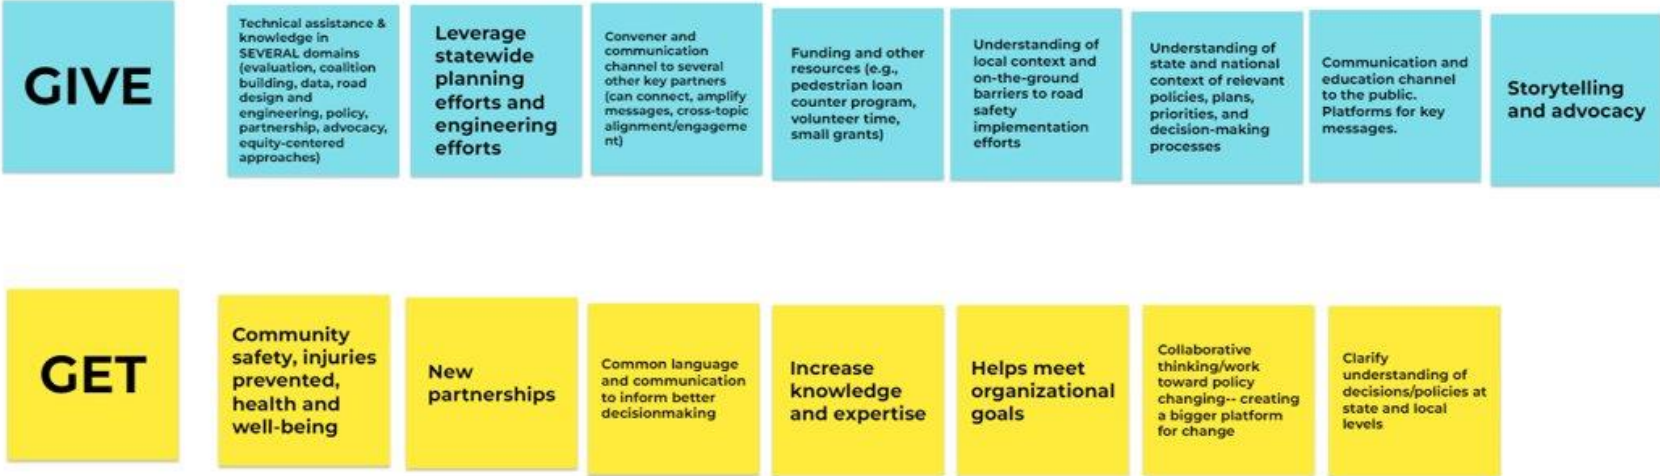 GIVE
Technical assistance &
knowledge in
SEVERAL domains
(evaluation, coalition
building, data, road
design and
engineering, policy,
partnership, advocacy,
equity-centered
approaches)
Leverage
statewide
planning
efforts and
engineering
efforts
Convener and
communication
channel to several
other key partners
(can connect, amplify
messages, cross-topic
alignment/engageme
nt)
Funding and other
resources (e.g.,
pedestrian loan
counter program,
volunteer time,
small grants)
Understanding of
local context and
on-the-ground
barriers to road
safety
implementation
efforts
Understanding of
state and national
context of relevant
policies, plans,
priorities, and
decision-making
processes
Communication and
education channel
to the public.
Platforms for key
messages.
Storytelling
and advocacy
GET
Community
safety, injuries
prevented,
health and
well-being
New
partnerships
Common language
and communication
to inform better
decisionmaking
Increase
knowledge
and expertise
Helps meet
organizational
goals
Collaborative
thinking/work
toward policy
changing-- creating
a bigger platform
for change
Clarify
understanding of
decisions/policies at
state and local
levels